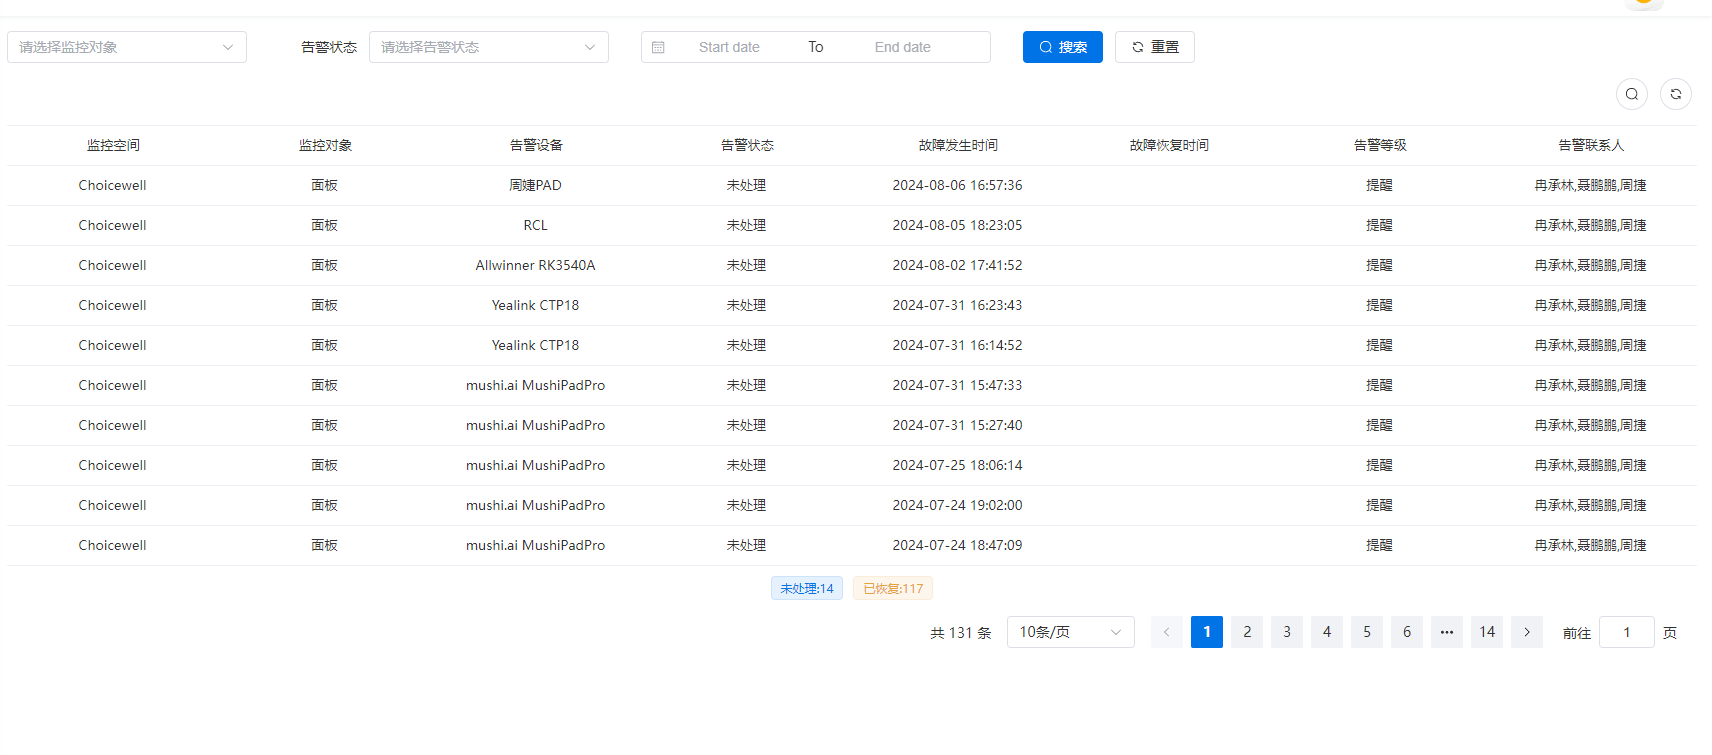 请选择监控对象 告警状态 请选择告警状态 Start date To End date 搜索 重置
监控空间 监控对象 告警设备 告警状态 故障发生时间 故障恢复时间 告警等级 告警联系人
Choicewell 面板 周婕PAD 未处理 2024-08-06 16:57:36 提醒 冉承林,聂鹏鹏,周捷
Choicewell 面板 RCL 未处理 2024-08-05 18:23:05 提醒 冉承林,聂鹏鹏,周捷
Choicewell 面板 Allwinner RK3540A 未处理 2024-08-02 17:41:52 提醒 冉承林,聂鹏鹏,周捷
Choicewell 面板 Yealink CTP18 未处理 2024-07-31 16:23:43 提醒 冉承林,聂鹏鹏,周捷
Choicewell 面板 Yealink CTP18 未处理 2024-07-31 16:14:52 提醒 冉承林,聂鹏鹏,周捷
Choicewell 面板 mushi.ai MushiPadPro 未处理 2024-07-31 15:47:33 提醒 冉承林,聂鹏鹏,周捷
Choicewell 面板 mushi.ai MushiPadPro 未处理 2024-07-31 15:27:40 提醒 冉承林,聂鹏鹏,周捷
Choicewell 面板 mushi.ai MushiPadPro 未处理 2024-07-25 18:06:14 提醒 冉承林,聂鹏鹏,周捷
Choicewell 面板 mushi.ai MushiPadPro 未处理 2024-07-24 19:02:00 提醒 冉承林,聂鹏鹏,周捷
Choicewell 面板 mushi.ai MushiPadPro 未处理 2024-07-24 18:47:09 提醒 冉承林,聂鹏鹏,周捷
未处理:14 已恢复:117
共 131 条 10条/页 1 2 3 4 5 6 ••• 14 前往 1 页